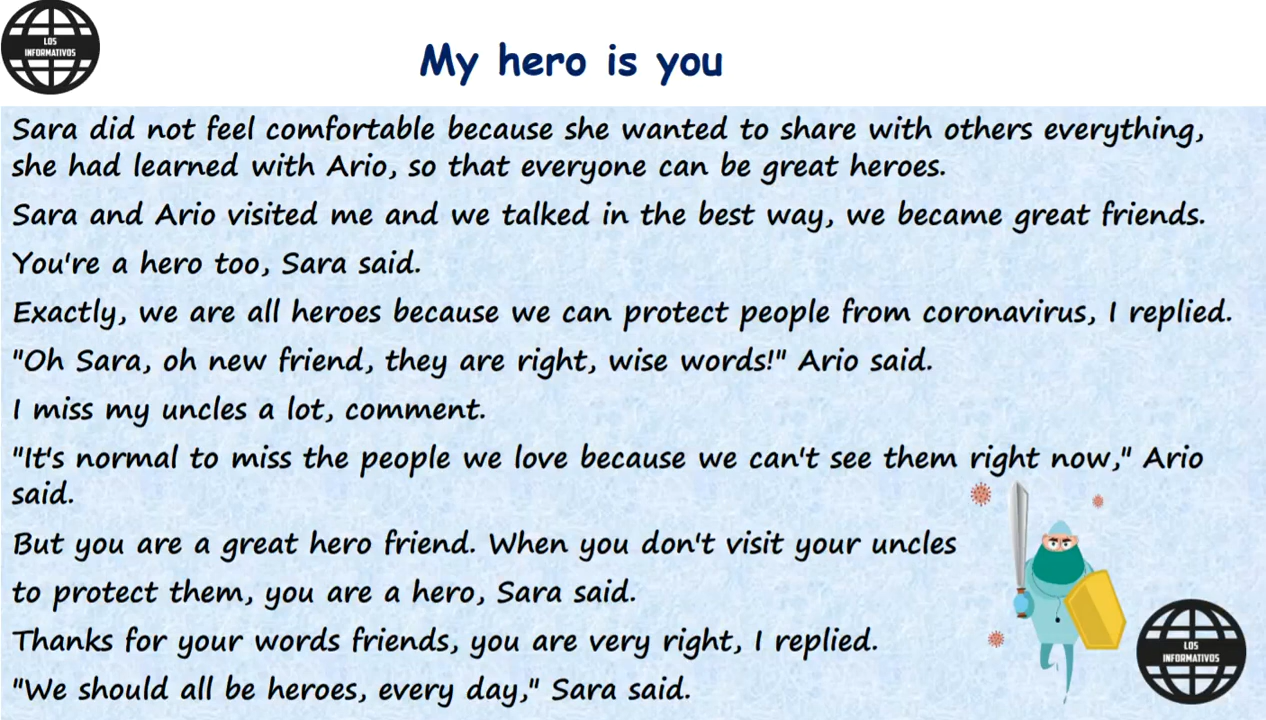 LOS
INFORMATIVOS
My hero is you
Sara did not feel comfortable because she wanted to share with others everything,
she had learned with Ario, so that everyone can be great heroes.
Sara and Ario visited me and we talked in the best way, we became great friends.
You're a hero too, Sara said.
Exactly, we are all heroes because we can protect people from coronavirus, I replied.
"Oh Sara, oh new friend, they are right, wise words!" Ario said.
I miss my uncles a lot, comment.
"It's normal to miss the people we love because we can't see them right now," Ario
said.
But you are a great hero friend. When you don't visit your uncles
to protect them, you are a hero, Sara said.
Thanks for your words friends, you are very right, I replied.
"We should all be heroes, every day," Sara said.
LOS
INFORMATIVOS